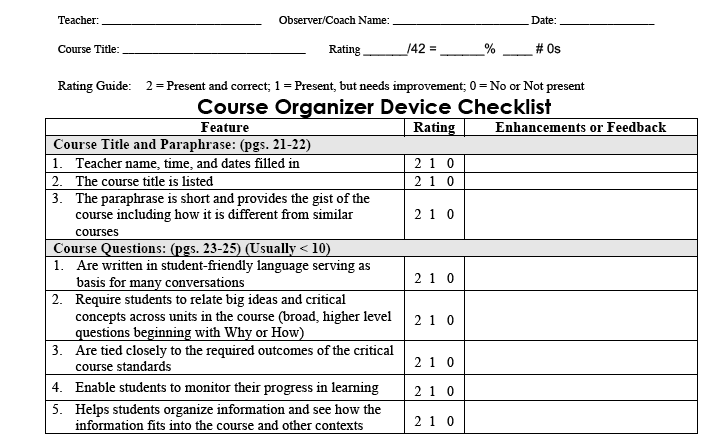 Teacher: ____________________________ Observer/Coach Name: ________________________ Date: ________________
Course Title: ________________________________ Rating _______/42 = _______% _____ # 0s
Rating Guide: 2 = Present and correct; 1 = Present, but needs improvement; 0 = No or Not present
Course Organizer Device Checklist
Feature Rating Enhancements or Feedback
Course Title and Paraphrase: (pgs. 21-22)
1. Teacher name, time, and dates filled in 2 1 0
2. The course title is listed 2 1 0
3. The paraphrase is short and provides the gist of the
course including how it is different from similar 2 1 0
courses
Course Questions: (pgs. 23-25) (Usually < 10)
1. Are written in student-friendly language serving as
basis for many conversations 2 1 0
2. Require students to relate big ideas and critical
concepts across units in the course (broad, higher level 2 1 0
questions beginning with Why or How)
3. Are tied closely to the required outcomes of the critical
course standards 2 1 0
4. Enable students to monitor their progress in learning 2 1 0
5. Helps students organize information and see how the
information fits into the course and other contexts 2 1 0